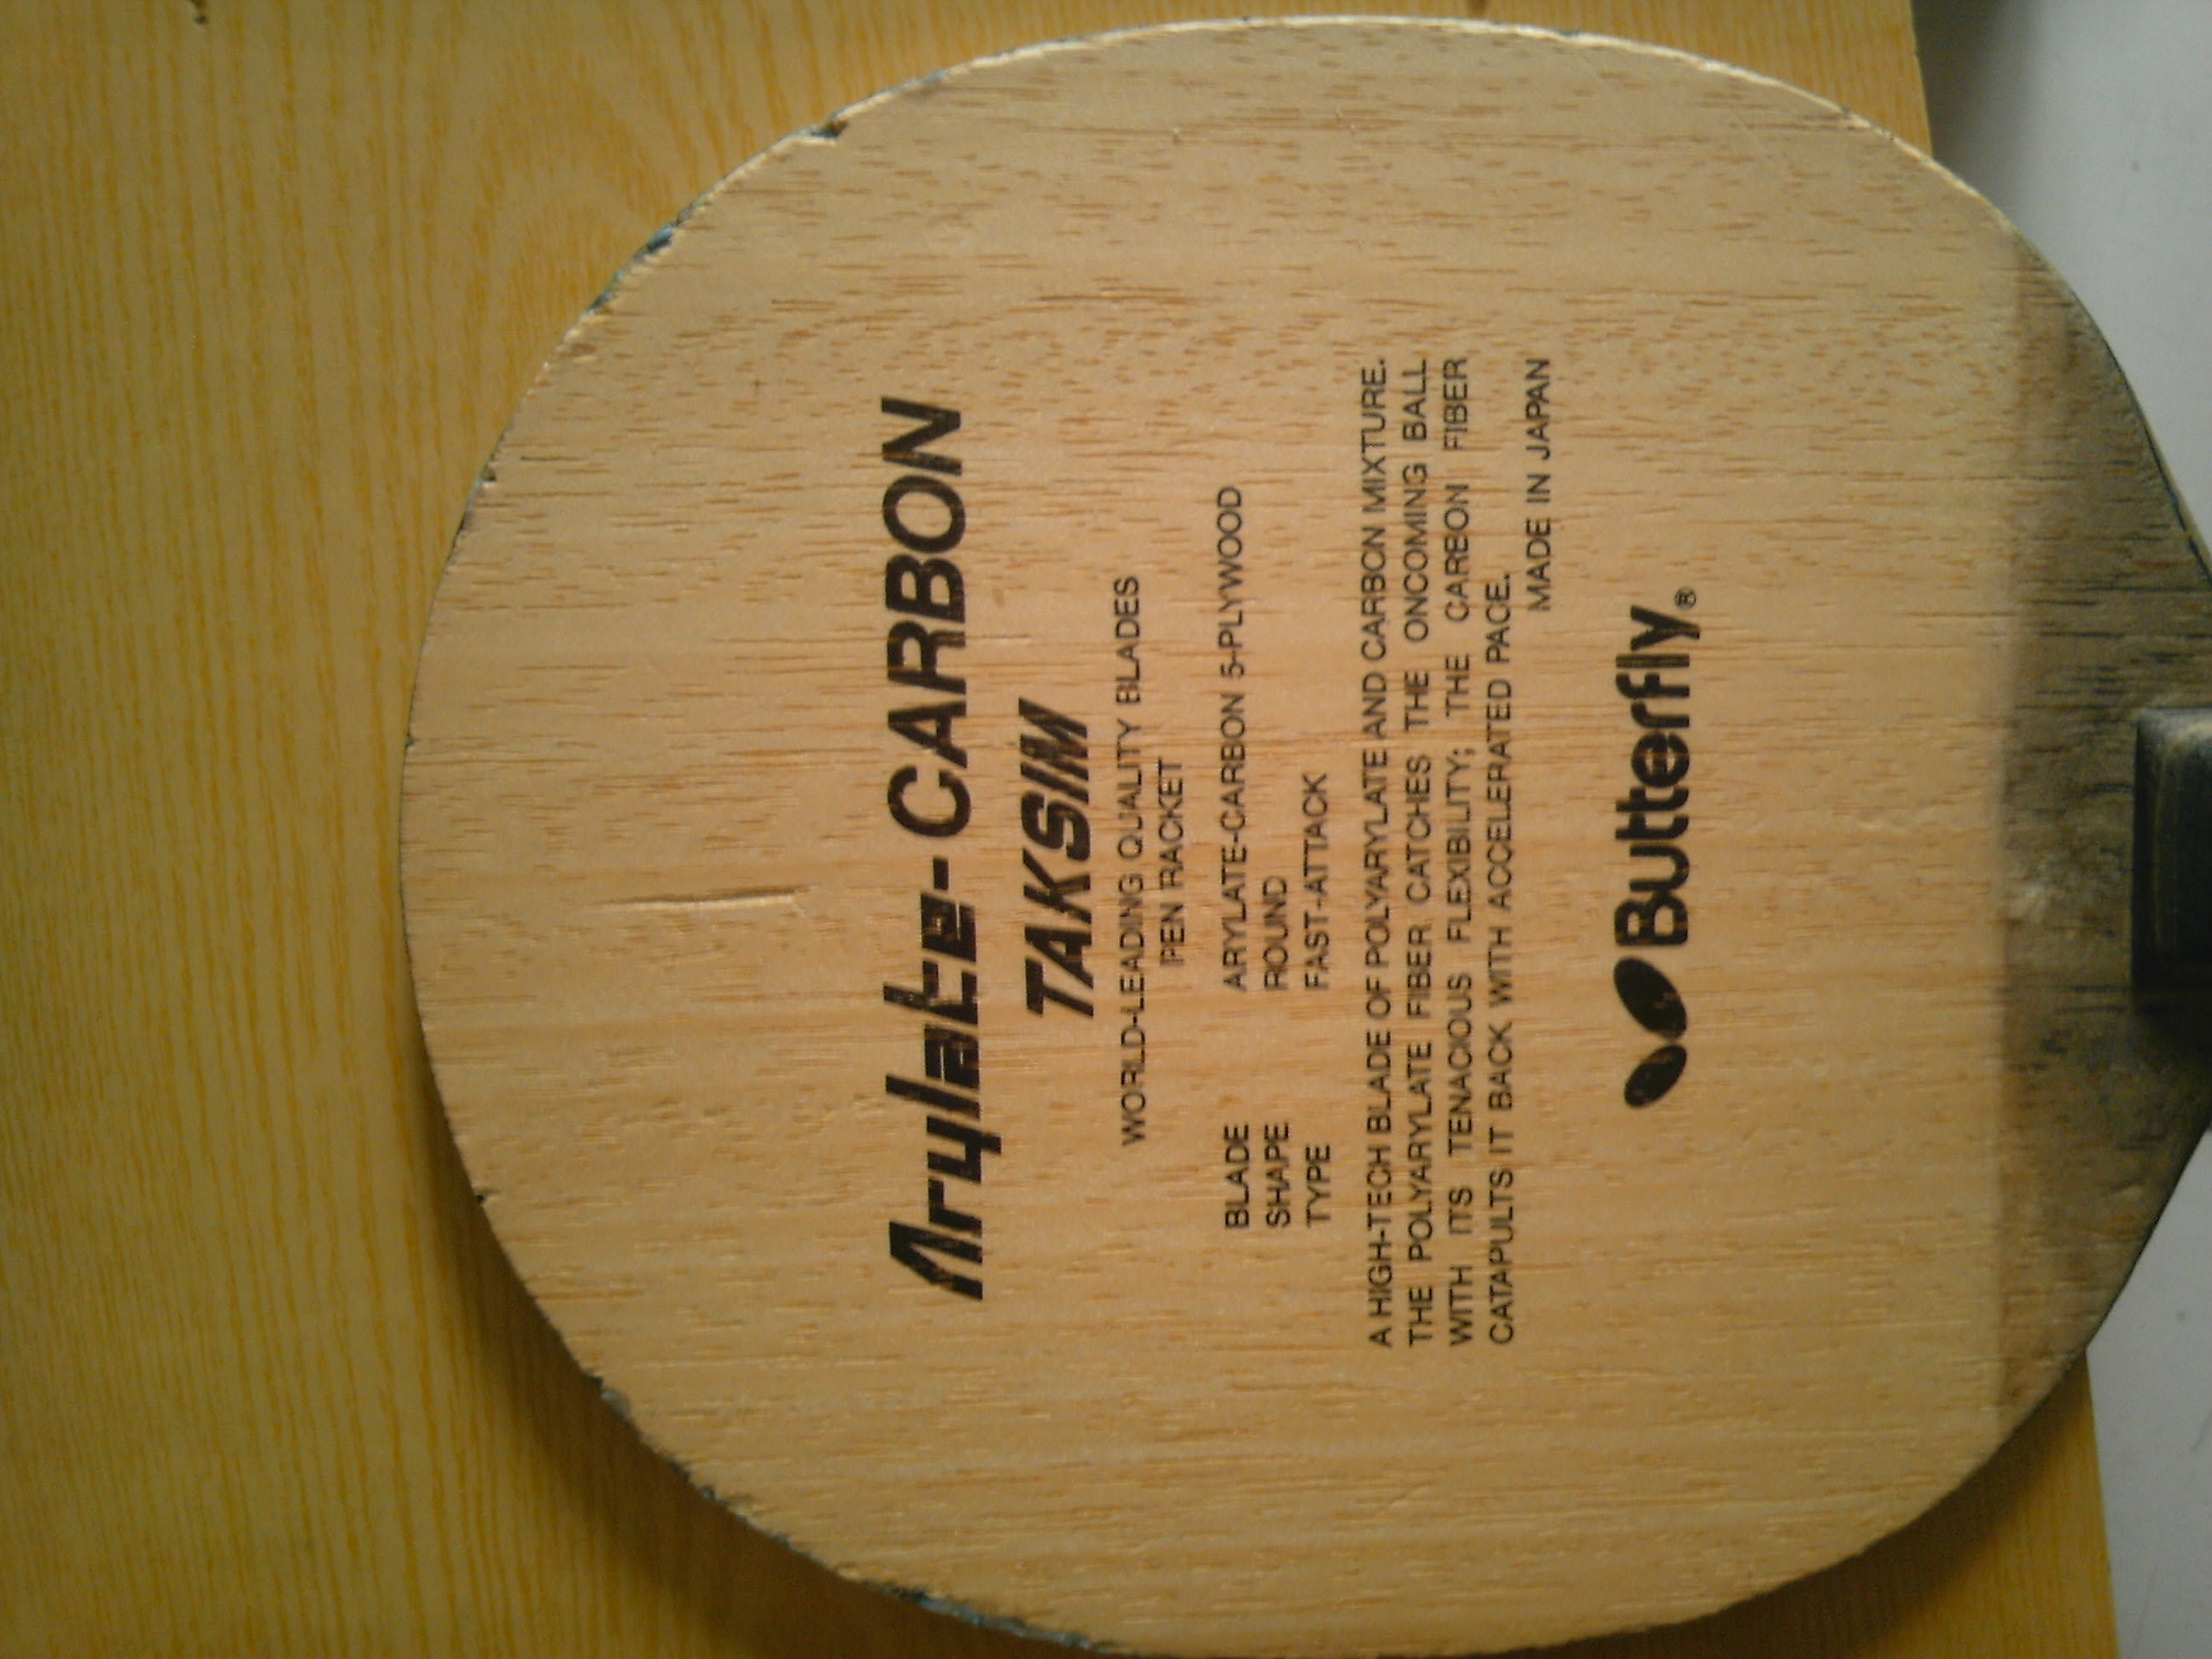 Arylate-CARBON
TAKSIM
WORLD-LEADING QUALITY BLADES
PEN RACKET
BLADE ARYLATE-CARBON 5-PLYWOOD
SHAPE ROUND
TYPE FAST-ATTACK
A HIGH-TECH BLADE OF POLYARYLATE AND CARBON MIXTURE.
THE POLYARYLATE FIBER CATCHES THE ONCOMING BALL
WITH ITS TENACIOUS FLEXIBILITY; THE CARBON FIBER
CATAPULTS IT BACK WITH ACCELERATED PACE.
MADE IN JAPAN
Butterfly®